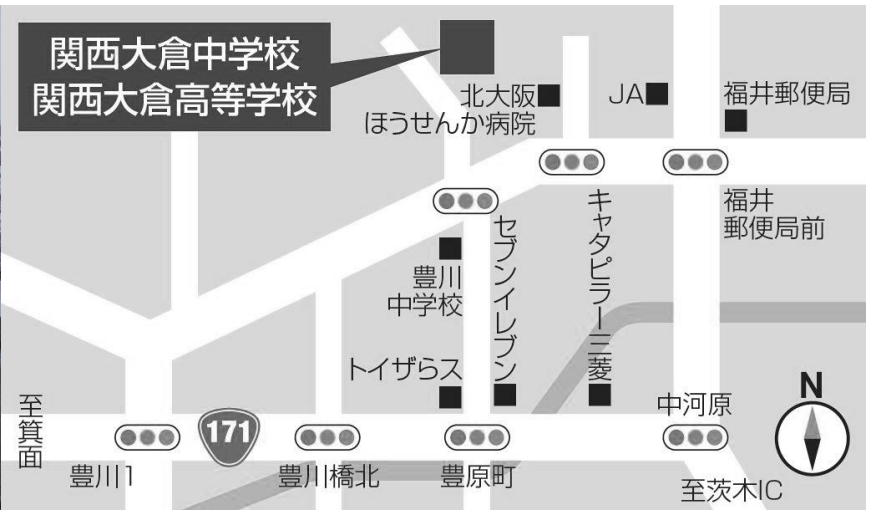 関西大倉中学校
関西大倉高等学校
北大阪
ほうせんか病院
JA
福井郵便局
福井
郵便局前
豊川
中学校
セブンイレブン
キャタピラー三菱
トイザらス
中河原
N
至箕面
171
豊川1
豊川橋北
豊原町
至茨木IC